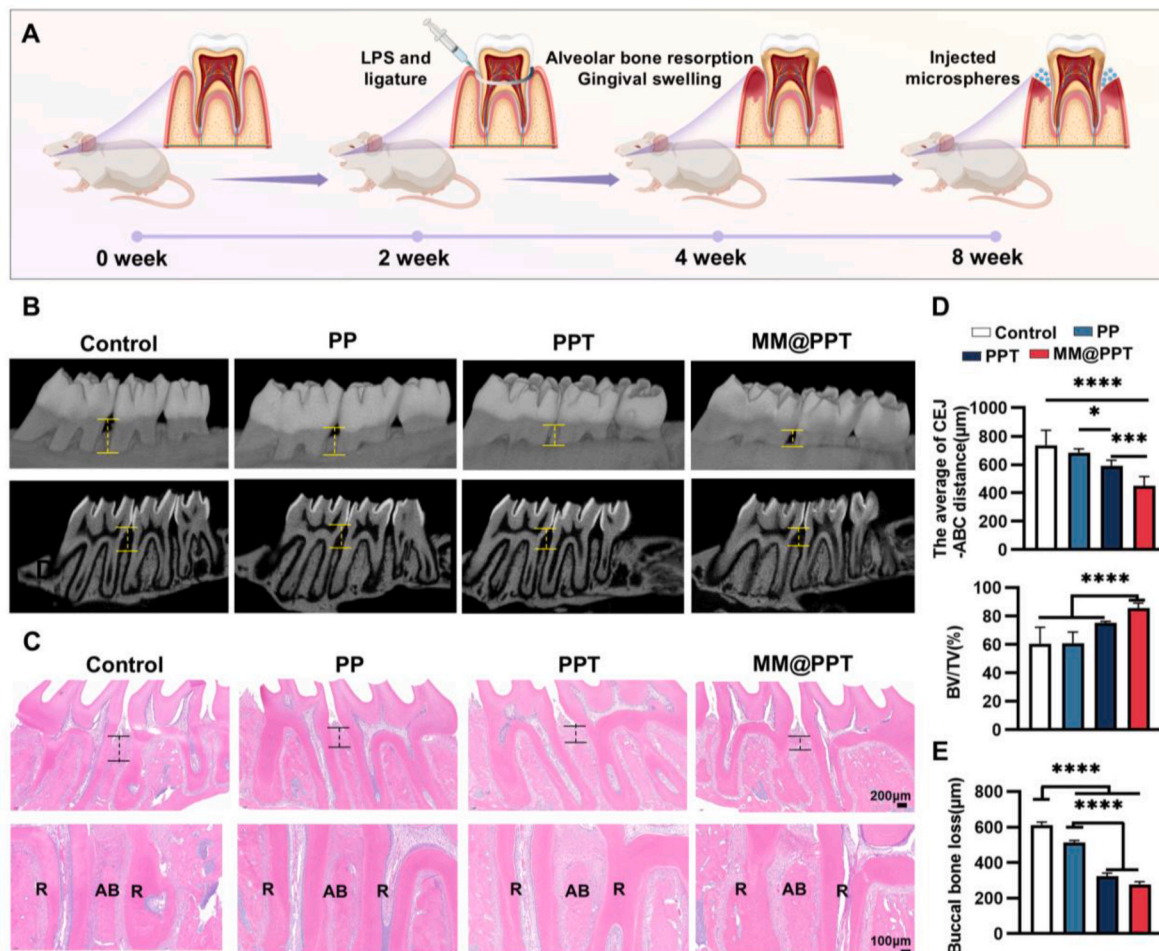 A
LPS and
ligature
Alveolar bone resorption
Gingival swelling
Injected
microspheres
0 week
2 week
4 week
8 week
B
Control
PP
PPT
MM@PPT
C
Control
PP
PPT
MM@PPT
200μm
R
AB
R
R
AB
R
R
AB
R
R
AB
R
100μm
D
Control
PP
PPT
MM@PPT
The average of CEJ
-ABC distance(μm)
1000
800
600
400
200
0
****
*
***
BV/TV(%)
100
80
60
40
20
0
****
E
Buccal bone loss(μm)
800
600
400
200
0
****
****